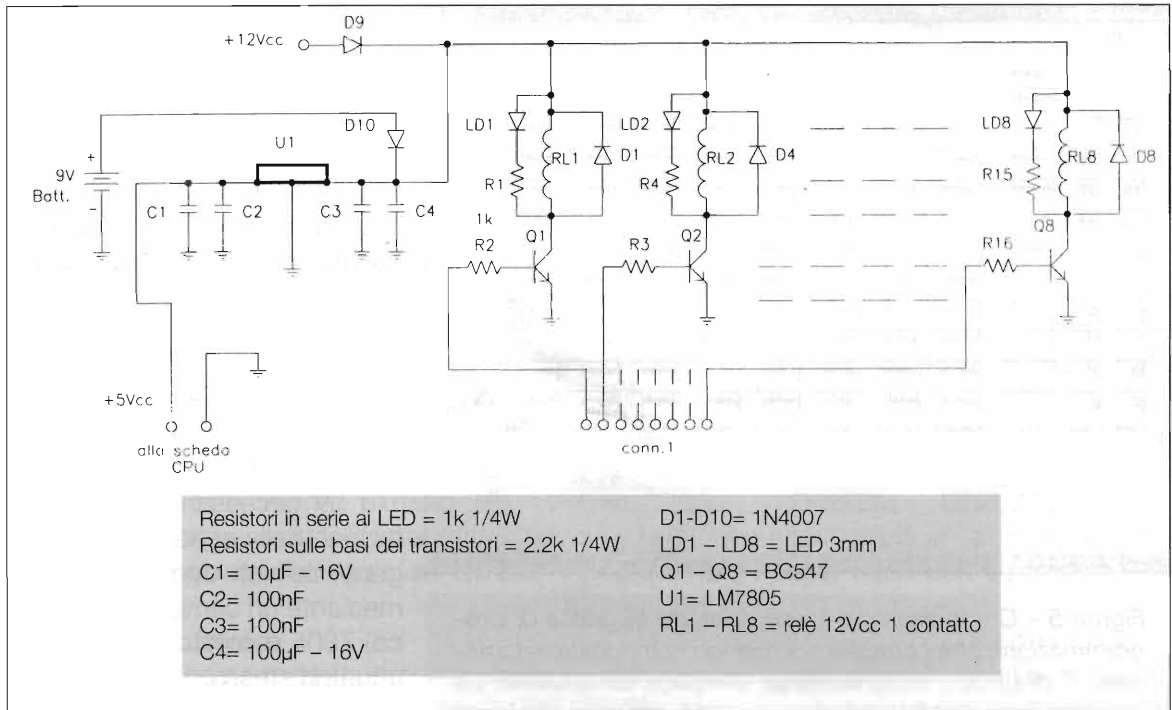 D9
+12Vcc
D10
U1
9V
Batt.
+
-
C1
C2
C3
C4
LD1
R1
1k
RL1
D1
R2
Q1
LD2
R4
RL2
D4
R3
Q2
LD8
R15
RL8
D8
R16
Q8
+5Vcc
alla scheda
CPU
conn.1
Resistori in serie ai LED = 1k 1/4W
Resistori sulle basi dei transistori = 2.2k 1/4W
C1= 10µF – 16V
C2= 100nF
C3= 100nF
C4= 100µF – 16V
D1-D10= 1N4007
LD1 – LD8 = LED 3mm
Q1 - Q8 = BC547
U1= LM7805
RL1 – RL8 = relè 12Vcc 1 contatto